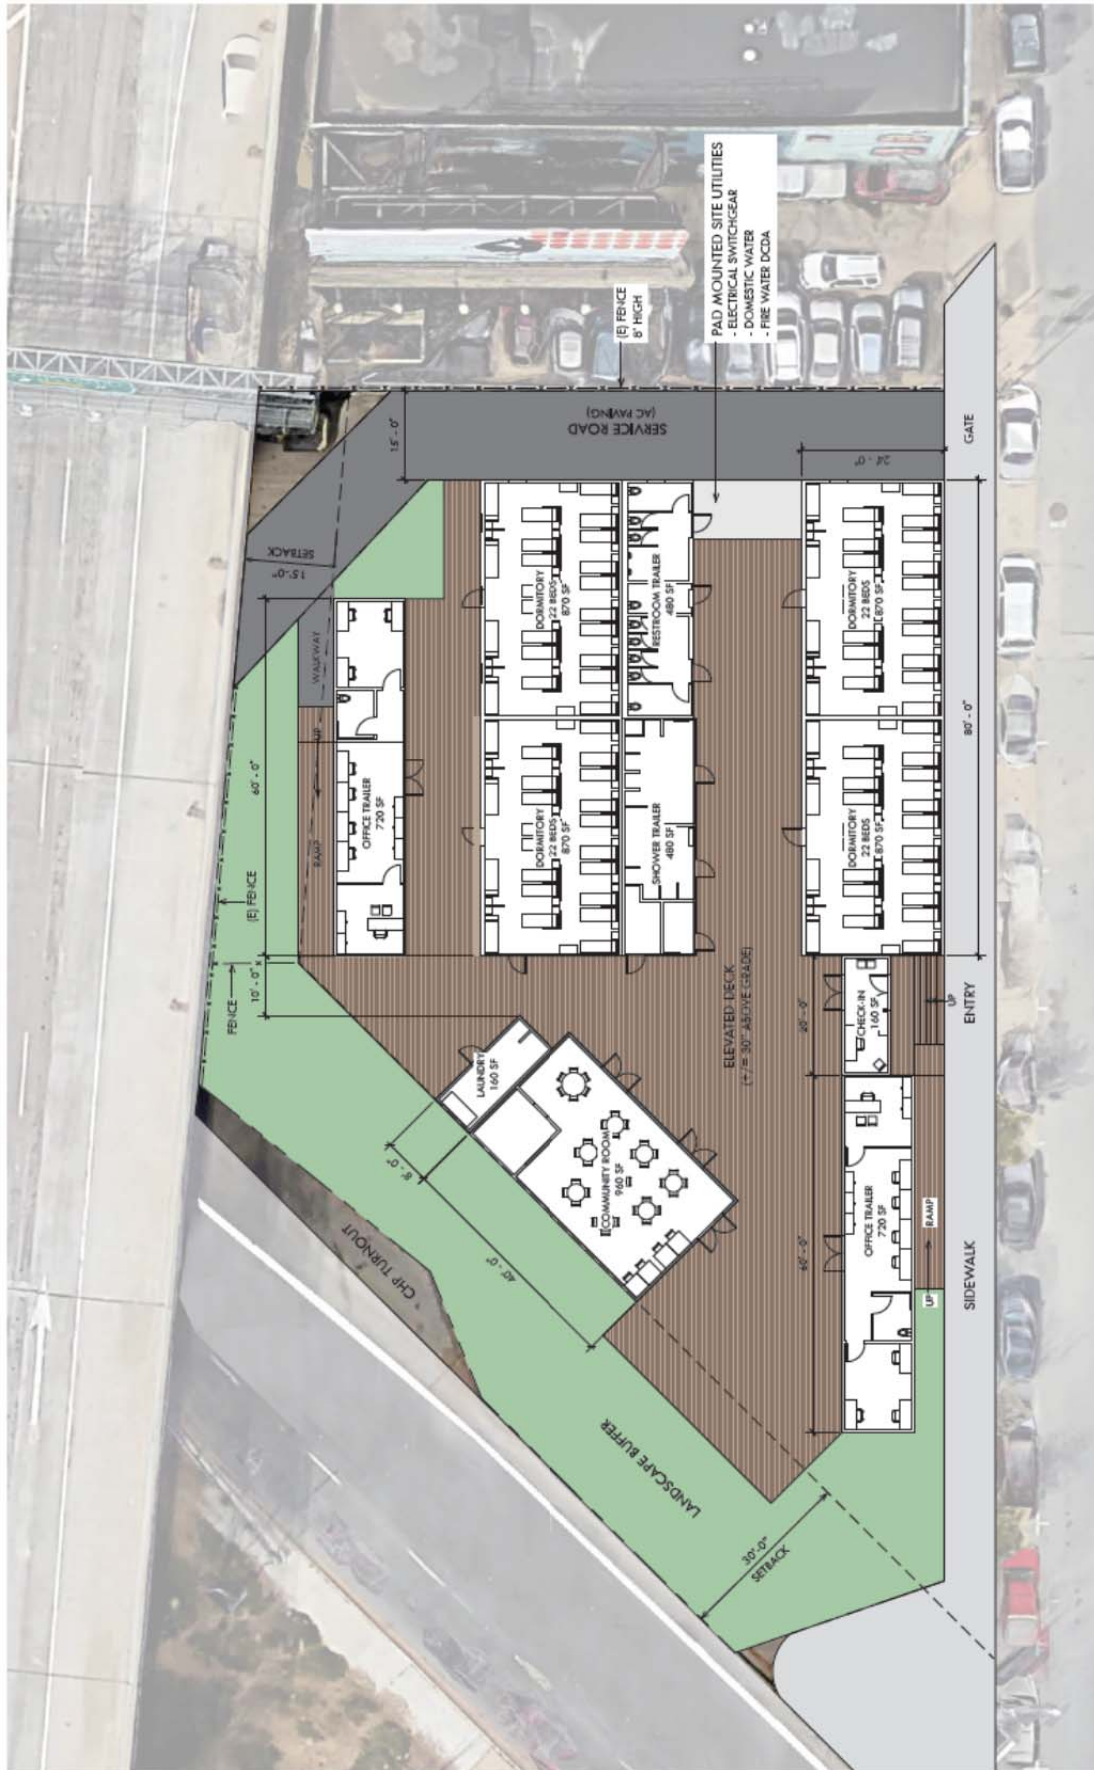 PAD MOUNTED SITE UTILITIES
- ELECTRICAL SWITCHGEAR
- DOMESTIC WATER
- FIRE WATER DCDA
(E) FENCE
8' HIGH
SERVICE ROAD
(AC PAVING)
15' - 0"
24' - 0"
GATE
SETBACK
15'-0"
WALKWAY
UP
RAMP
60' - 0"
(E) FENCE
FENCE
10' - 0"
OFFICE TRAILER
720 SF
DORMITORY
22 BEDS
870 SF
DORMITORY
22 BEDS
870 SF
RESTROOM TRAILER
480 SF
SHOWER TRAILER
480 SF
DORMITORY
22 BEDS
870 SF
DORMITORY
22 BEDS
870 SF
80' - 0"
ELEVATED DECK
(+/= 30" ABOVE GRADE)
LAUNDRY
160 SF
8' - 0"
COMMUNITY ROOM
960 SF
40' - 0"
CHP TURNOUT
20' - 0"
CHECK-IN
160 SF
UP
ENTRY
OFFICE TRAILER
720 SF
60' - 0"
RAMP
UP
SIDEWALK
LANDSCAPE BUFFER
30'-0"
SETBACK